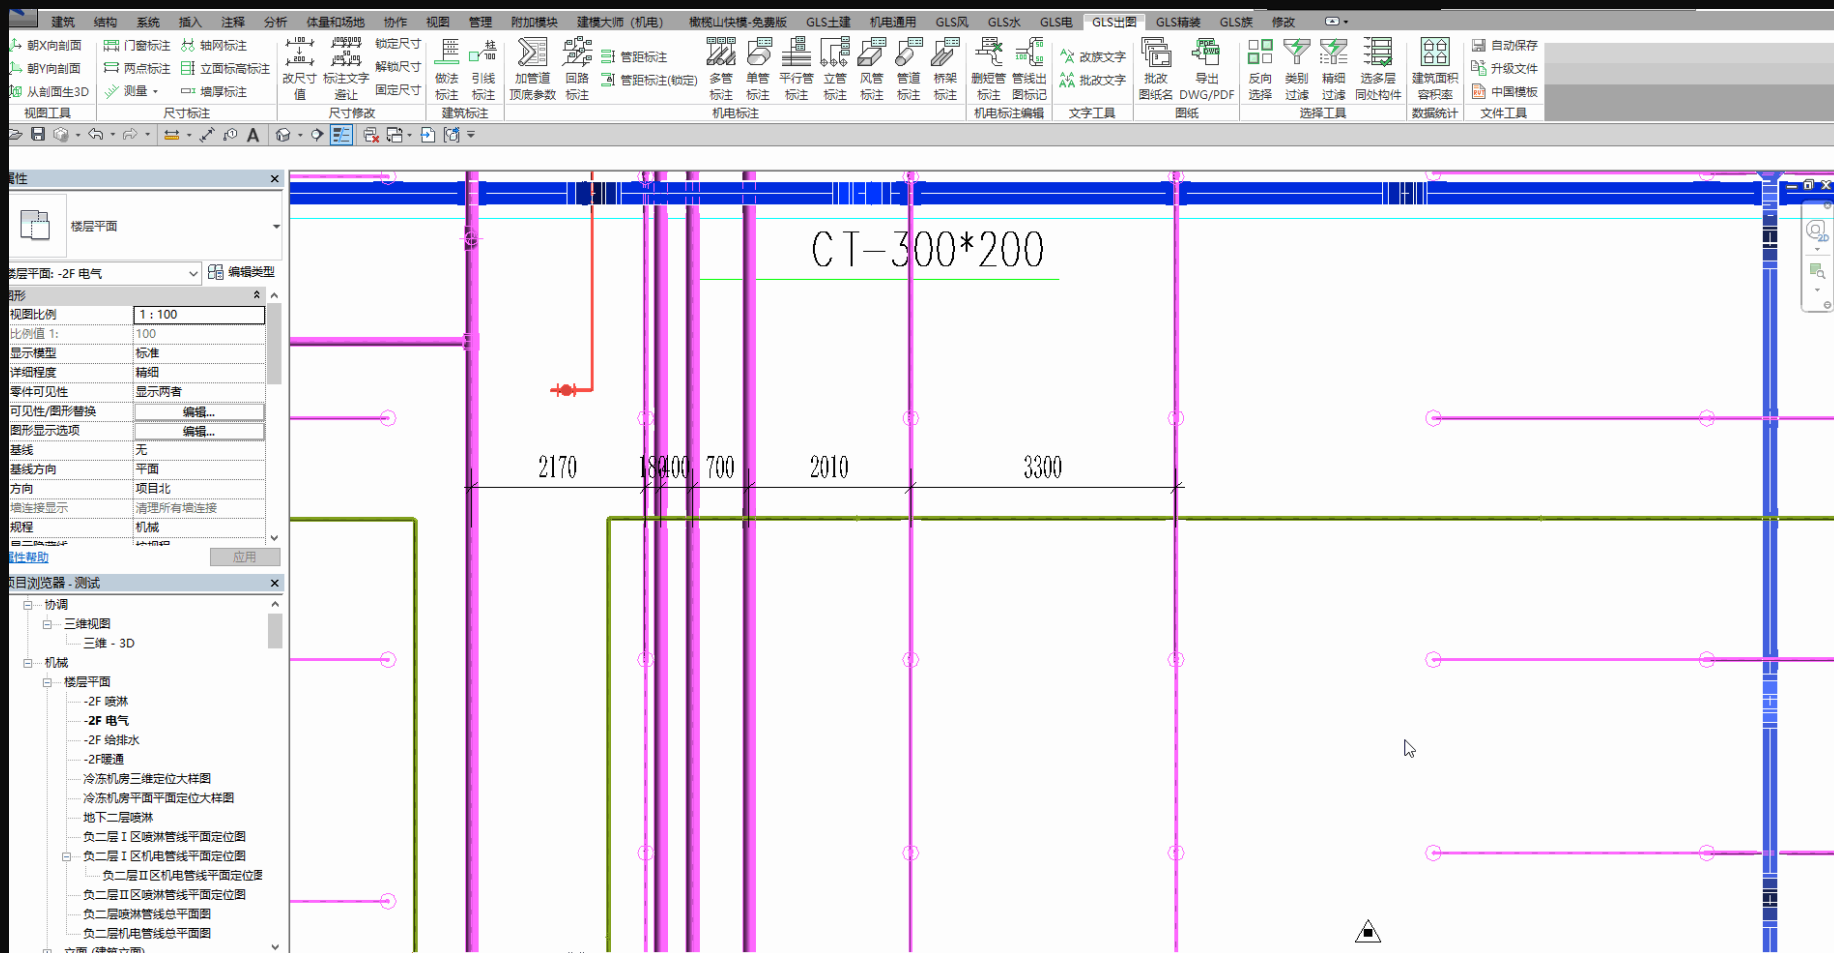 建筑 结构 系统 插入 注释 分析 体量和场地 协作 视图 管理 附加模块 建模大师（机电） 橄榄山快模-免费版 GLS土建 机电通用 GLS风 GLS水 GLS电 GLS出图 GLS精装 GLS族 修改
朝X向剖面 门窗标注 轴网标注 锁定尺寸 管距标注 改族文字 自动保存
朝Y向剖面 两点标注 立面标高标注 解锁尺寸 管距标注(锁定) 批改文字 升级文件
从剖面生3D 测量 墙厚标注 固定尺寸 中国模板
改尺寸值 标注文字避让 做法标注 引线标注 加管道顶底参数 回路标注 多管标注 单管标注 平行管标注 立管标注 风管标注 管道标注 桥架标注 删短管标注 管线出图标记 批改图纸名 导出DWG/PDF 反向选择 类别过滤 精细过滤 选多层同处构件 建筑面积容积率
视图工具 尺寸标注 尺寸修改 建筑标注 机电标注 机电标注编辑 文字工具 图纸 选择工具 数据统计 文件工具
属性
楼层平面
楼层平面: -2F 电气 编辑类型
图形
视图比例 1 : 100
比例值 1: 100
显示模型 标准
详细程度 精细
零件可见性 显示两者
可见性/图形替换 编辑...
图形显示选项 编辑...
基线 无
基线方向 平面
方向 项目北
墙连接显示 清理所有墙连接
规程 机械
显示隐藏线 按规程
属性帮助 应用
项目浏览器 - 测试
协调
三维视图
三维 - 3D
机械
楼层平面
-2F 喷淋
-2F 电气
-2F 给排水
-2F暖通
冷冻机房三维定位大样图
冷冻机房平面平面定位大样图
地下二层喷淋
负二层Ⅰ区喷淋管线平面定位图
负二层Ⅰ区机电管线平面定位图
负二层Ⅱ区机电管线平面定位图
负二层Ⅱ区喷淋管线平面定位图
负二层喷淋管线总平面图
负二层机电管线总平面图
立面 (建筑立面)
CT-300*200
2170 180 400 700 2010 3300
2D